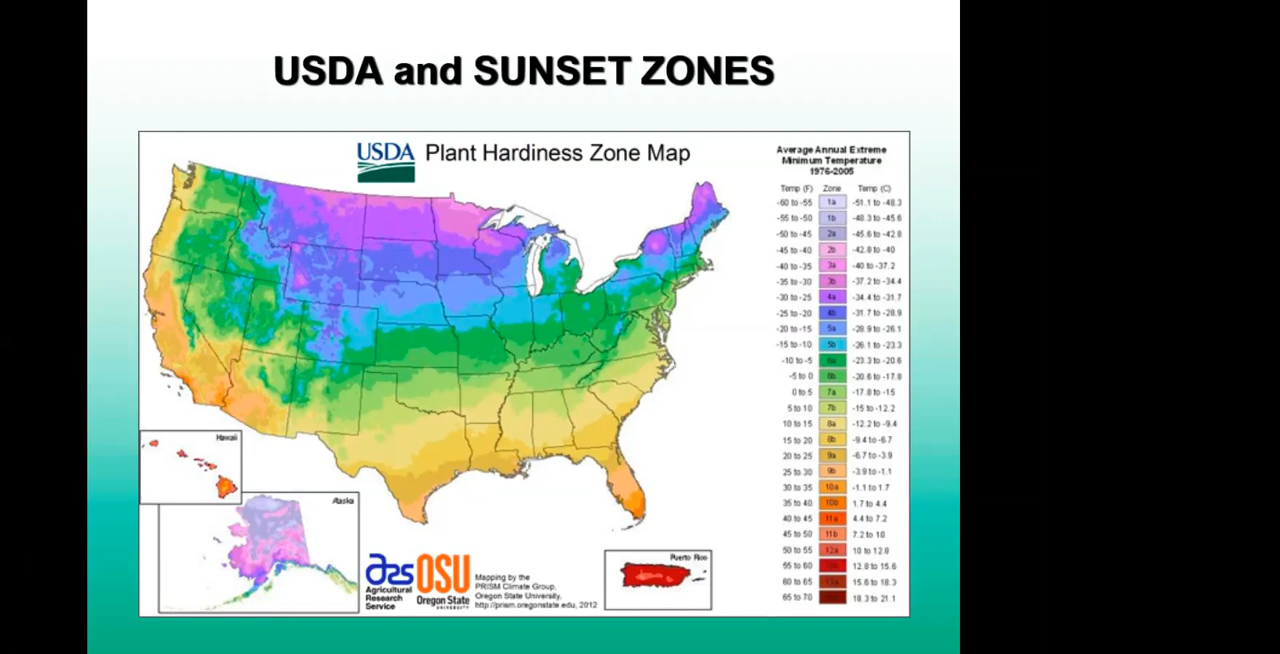 USDA and SUNSET ZONES
USDA
Plant Hardiness Zone Map
Average Annual Extreme
Minimum Temperature
1976-2005
Temp (F) Zone Temp (C)
-60 to -55 1a -51.1 to -48.3
-55 to -50 1b -48.3 to -45.6
-50 to -45 2a -45.6 to -42.8
-45 to -40 2b -42.8 to -40
-40 to -35 3a -40 to -37.2
-35 to -30 3b -37.2 to -34.4
-30 to -25 4a -34.4 to -31.7
-25 to -20 4b -31.7 to -28.9
-20 to -15 5a -28.9 to -26.1
-15 to -10 5b -26.1 to -23.3
-10 to -5 6a -23.3 to -20.6
-5 to 0 6b -20.6 to -17.8
0 to 5 7a -17.8 to -15
5 to 10 7b -15 to -12.2
10 to 15 8a -12.2 to -9.4
15 to 20 8b -9.4 to -6.7
20 to 25 9a -6.7 to -3.9
25 to 30 9b -3.9 to -1.1
30 to 35 10a -1.1 to 1.7
35 to 40 10b 1.7 to 4.4
40 to 45 11a 4.4 to 7.2
45 to 50 11b 7.2 to 10
50 to 55 12a 10 to 12.8
55 to 60 12.8 to 15.6
60 to 65 13a 15.6 to 18.3
65 to 70 18.3 to 21.1
Hawaii
Alaska
Puerto Rico
ars
Agricultural
Research
Service
OSU
Oregon State
UNIVERSITY
Mapping by the
PRISM Climate Group,
Oregon State University,
http://prism.oregonstate.edu, 2012